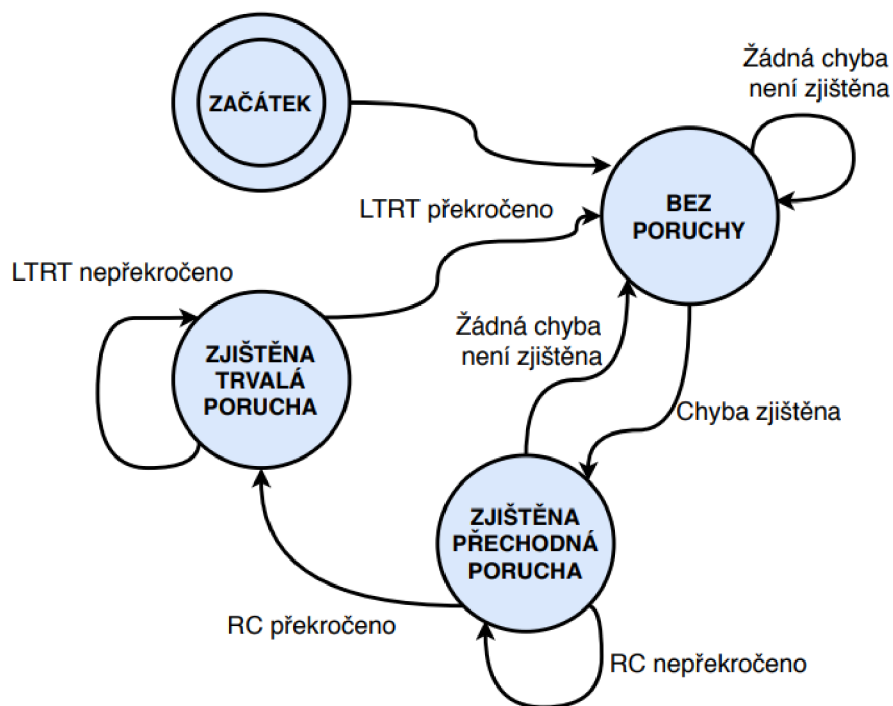 ZAČÁTEK
Žádná chyba
není zjištěna
BEZ
PORUCHY
LTRT překročeno
LTRT nepřekročeno
Žádná chyba
není zjištěna
ZJIŠTĚNA
TRVALÁ
PORUCHA
Chyba zjištěna
ZJIŠTĚNA
PŘECHODNÁ
PORUCHA
RC překročeno
RC nepřekročeno